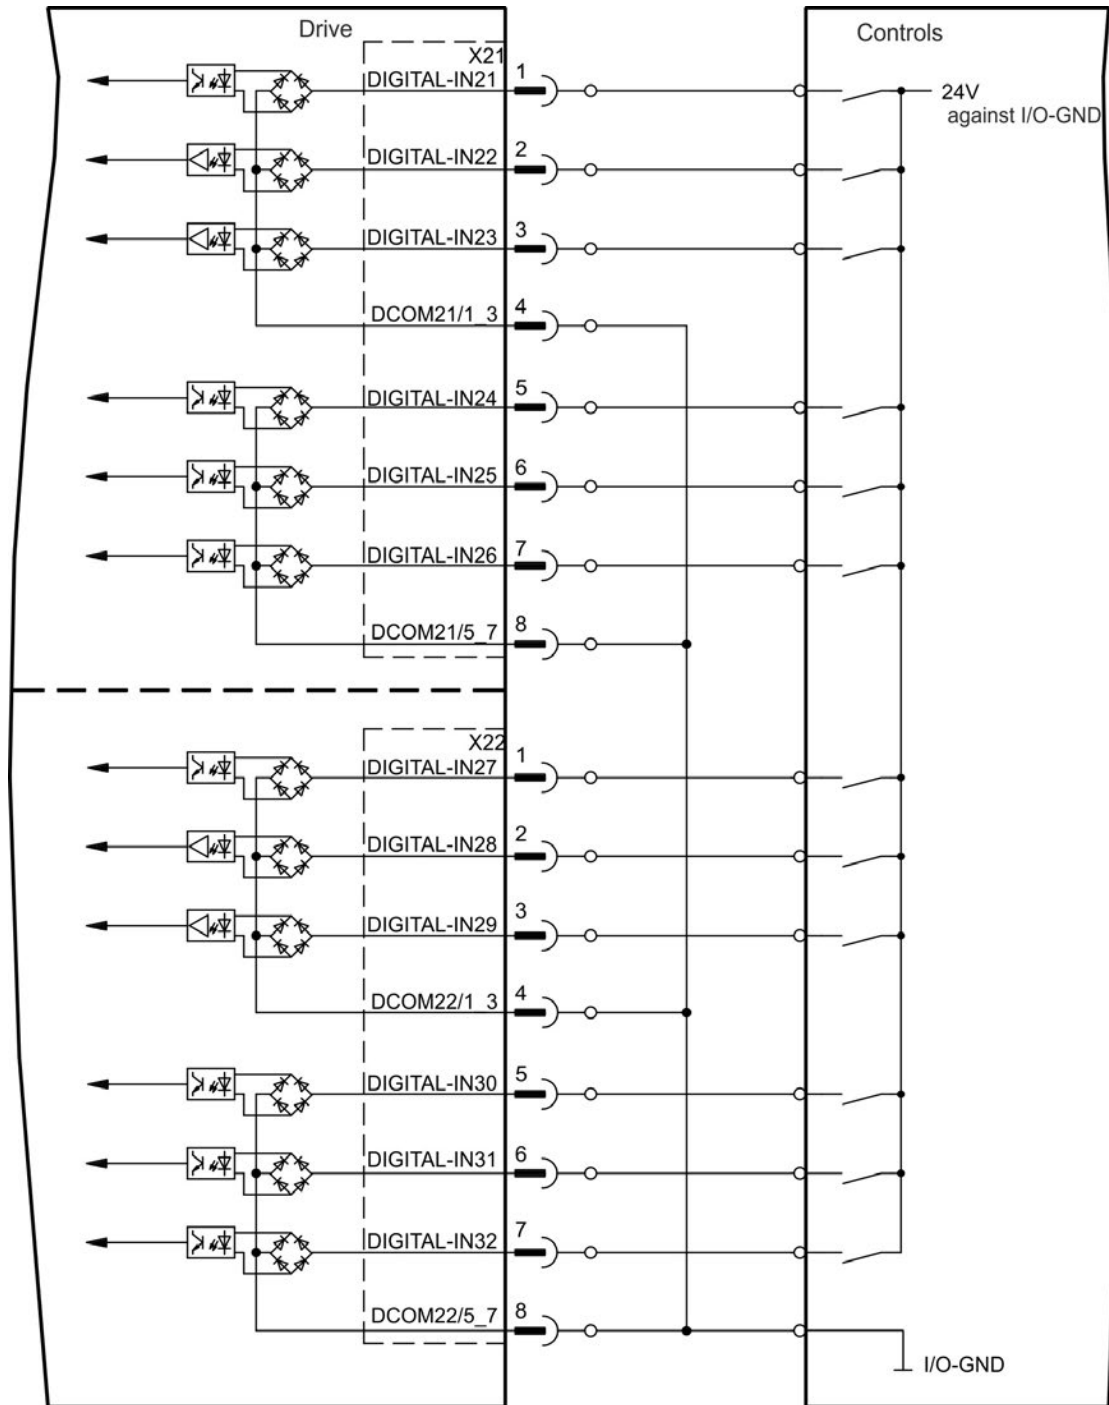 Drive
Controls
X21
DIGITAL-IN21
1
24V
against I/O-GND
DIGITAL-IN22
2
DIGITAL-IN23
3
DCOM21/1_3
4
DIGITAL-IN24
5
DIGITAL-IN25
6
DIGITAL-IN26
7
DCOM21/5_7
8
X22
DIGITAL-IN27
1
DIGITAL-IN28
2
DIGITAL-IN29
3
DCOM22/1_3
4
DIGITAL-IN30
5
DIGITAL-IN31
6
DIGITAL-IN32
7
DCOM22/5_7
8
I/O-GND